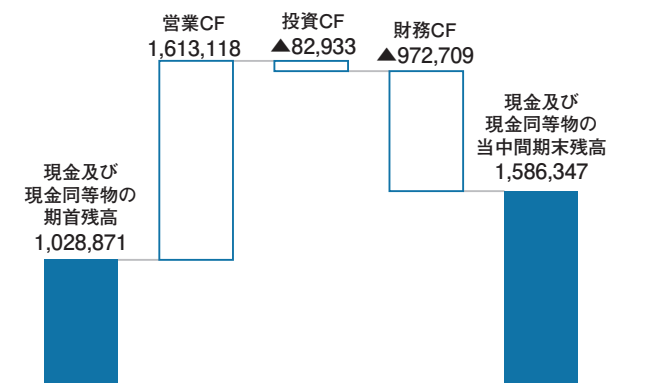 営業CF
1,613,118
投資CF
▲82,933
財務CF
▲972,709
現金及び
現金同等物の
当中間期末残高
1,586,347
現金及び
現金同等物の
期首残高
1,028,871